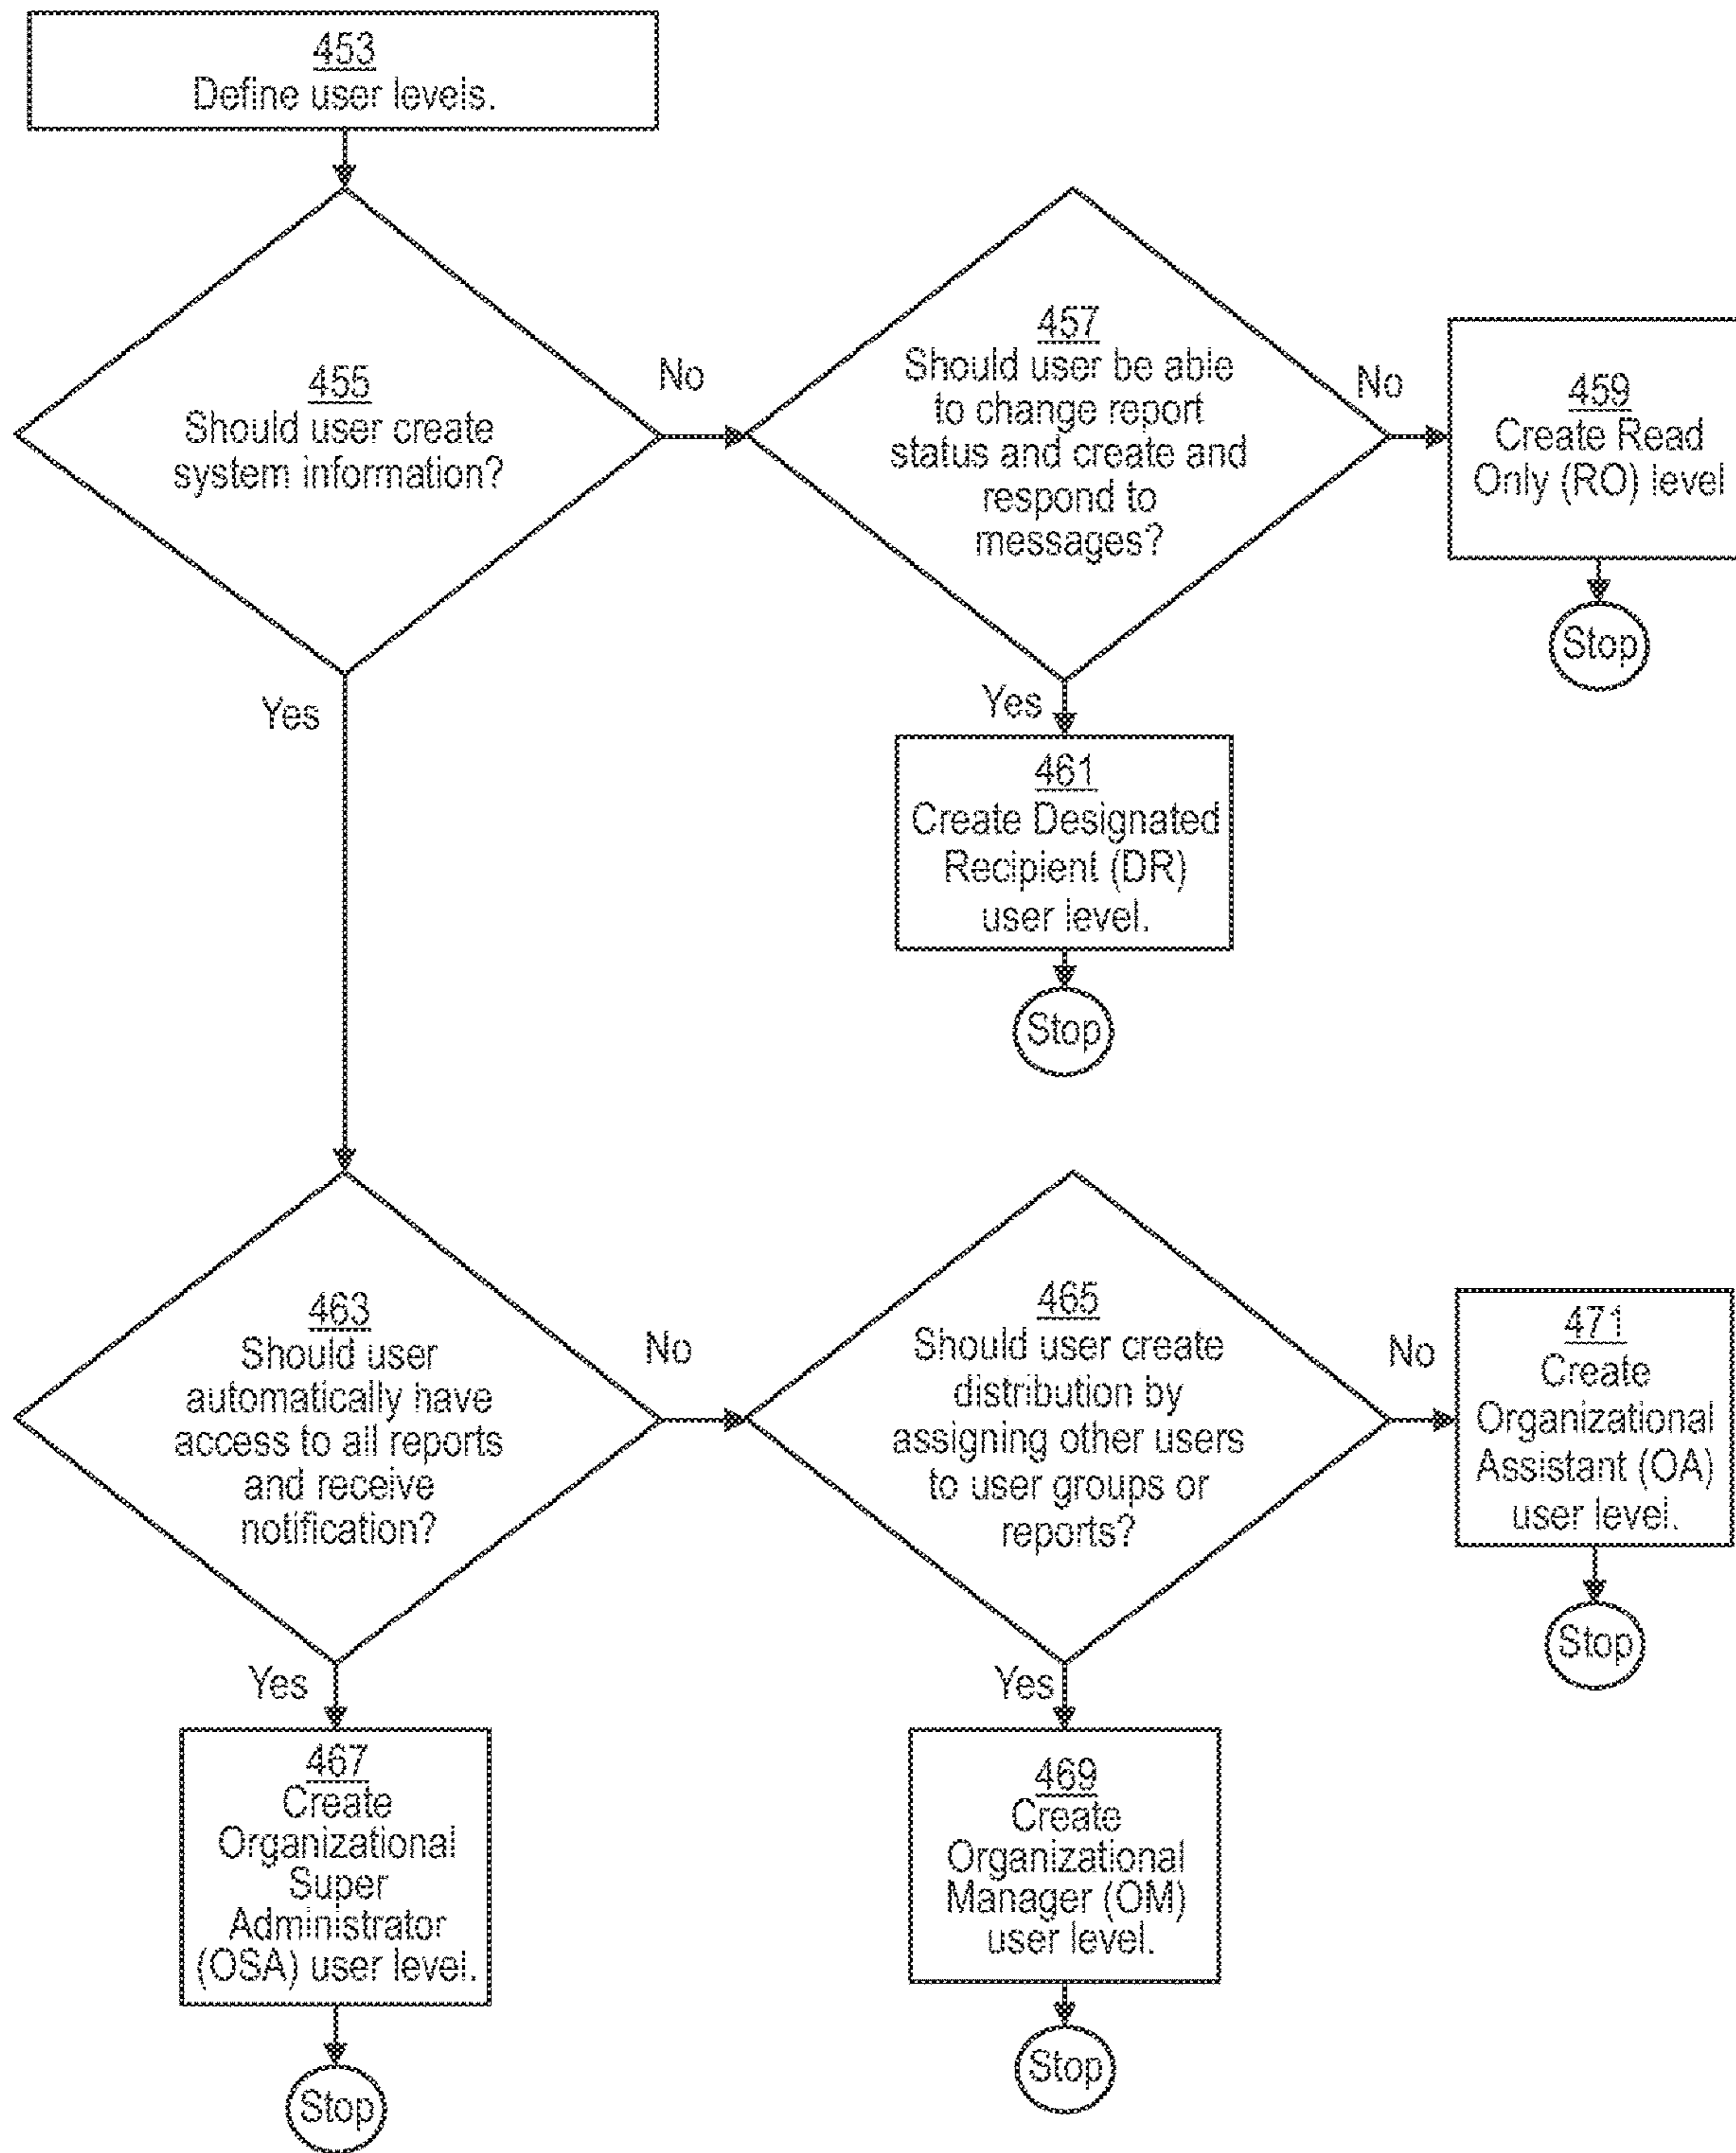 453
Define user levels.
455
Should user create
system information?
No
457
Should user be able
to change report
status and create and
respond to
messages?
No
459
Create Read
Only (RO) level
Stop
Yes
461
Create Designated
Recipient (DR)
user level.
Stop
Yes
463
Should user
automatically have
access to all reports
and receive
notification?
No
465
Should user create
distribution by
assigning other users
to user groups or
reports?
No
471
Create
Organizational
Assistant (OA)
user level.
Stop
Yes
467
Create
Organizational
Super
Administrator
(OSA) user level.
Stop
Yes
469
Create
Organizational
Manager (OM)
user level.
Stop